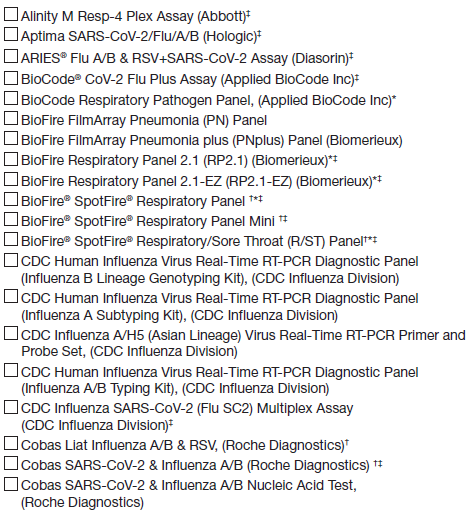 Alinity M Resp-4 Plex Assay (Abbott)‡
Aptima SARS-CoV-2/Flu/A/B (Hologic)‡
ARIES® Flu A/B & RSV+SARS-CoV-2 Assay (Diasorin)‡
BioCode® CoV-2 Flu Plus Assay (Applied BioCode Inc)‡
BioCode Respiratory Pathogen Panel, (Applied BioCode Inc)*
BioFire FilmArray Pneumonia (PN) Panel
BioFire FilmArray Pneumonia plus (PNplus) Panel (Biomerieux)
BioFire Respiratory Panel 2.1 (RP2.1) (Biomerieux)*‡
BioFire Respiratory Panel 2.1-EZ (RP2.1-EZ) (Biomerieux)*‡
BioFire® SpotFire® Respiratory Panel †*‡
BioFire® SpotFire® Respiratory Panel Mini †‡
BioFire® SpotFire® Respiratory/Sore Throat (R/ST) Panel†*‡
CDC Human Influenza Virus Real-Time RT-PCR Diagnostic Panel
(Influenza B Lineage Genotyping Kit), (CDC Influenza Division)
CDC Human Influenza Virus Real-Time RT-PCR Diagnostic Panel
(Influenza A Subtyping Kit), (CDC Influenza Division)
CDC Influenza A/H5 (Asian Lineage) Virus Real-Time RT-PCR Primer and
Probe Set, (CDC Influenza Division)
CDC Human Influenza Virus Real-Time RT-PCR Diagnostic Panel
(Influenza A/B Typing Kit), (CDC Influenza Division)
CDC Influenza SARS-CoV-2 (Flu SC2) Multiplex Assay
(CDC Influenza Division)‡
Cobas Liat Influenza A/B & RSV, (Roche Diagnostics)†
Cobas SARS-CoV-2 & Influenza A/B (Roche Diagnostics) †‡
Cobas SARS-CoV-2 & Influenza A/B Nucleic Acid Test,
(Roche Diagnostics)